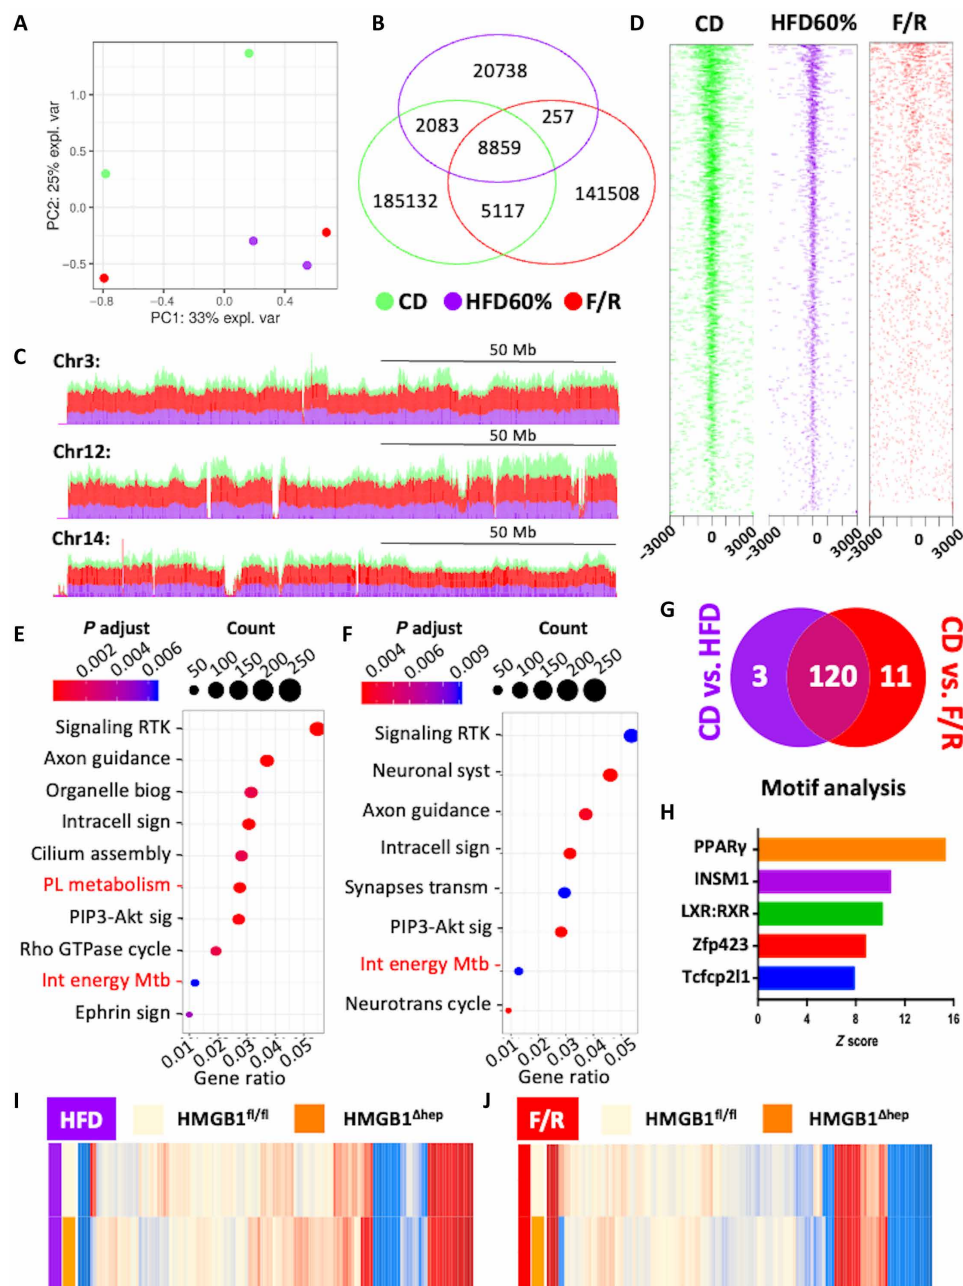 A
PC2: 25% expl. var
1.0
0.5
0.0
−0.5
−0.8
−0.4
0.0
0.4
PC1: 33% expl. var
B
20738
2083
257
8859
185132
5117
141508
CD
HFD60%
F/R
C
Chr3:
50 Mb
Chr12:
50 Mb
Chr14:
50 Mb
D
CD
HFD60%
F/R
−3000
0
3000
−3000
0
3000
−3000
0
3000
E
P adjust
0.002
0.004
0.006
Count
50
100
150
200
250
Signaling RTK
Axon guidance
Organelle biog
Intracell sign
Cilium assembly
PL metabolism
PIP3-Akt sig
Rho GTPase cycle
Int energy Mtb
Ephrin sign
0.01
0.02
0.03
0.04
0.05
Gene ratio
F
P adjust
0.004
0.006
0.009
Count
50
100
150
200
250
Signaling RTK
Neuronal syst
Axon guidance
Intracell sign
Synapses transm
PIP3-Akt sig
Int energy Mtb
Neurotrans cycle
0.01
0.02
0.03
0.04
0.05
Gene ratio
G
CD vs. HFD
3
120
11
CD vs. F/R
H
Motif analysis
PPARγ
INSM1
LXR:RXR
Zfp423
Tcfcp2l1
0
4
8
12
16
Z score
I
HFD
HMGB1fl/fl
HMGB1Δhep
J
F/R
HMGB1fl/fl
HMGB1Δhep